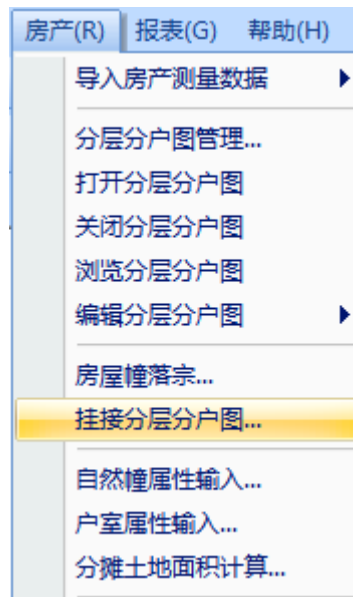 房产(R) 报表(G) 帮助(H)
导入房产测量数据
分层分户图管理...
打开分层分户图
关闭分层分户图
浏览分层分户图
编辑分层分户图
房屋幢落宗...
挂接分层分户图...
自然幢属性输入...
户室属性输入...
分摊土地面积计算...